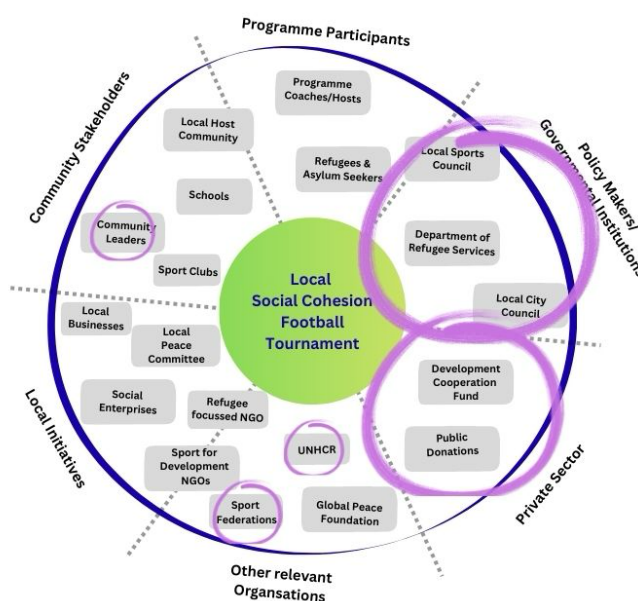 Programme Participants
Programme
Coaches/Hosts
Refugees &
Asylum Seekers
Policy Makers/
Governmental Institutions
Local Sports
Council
Department of
Refugee Services
Local City
Council
Private Sector
Development
Cooperation
Fund
Public
Donations
Other relevant
Organsations
UNHCR
Global Peace
Foundation
Sport
Federations
Sport for
Development
NGOs
Refugee
focussed NGO
Local Initiatives
Local
Businesses
Local
Peace
Committee
Social
Enterprises
Community Stakeholders
Local Host
Community
Schools
Community
Leaders
Sport Clubs
Local
Social Cohesion
Football
Tournament